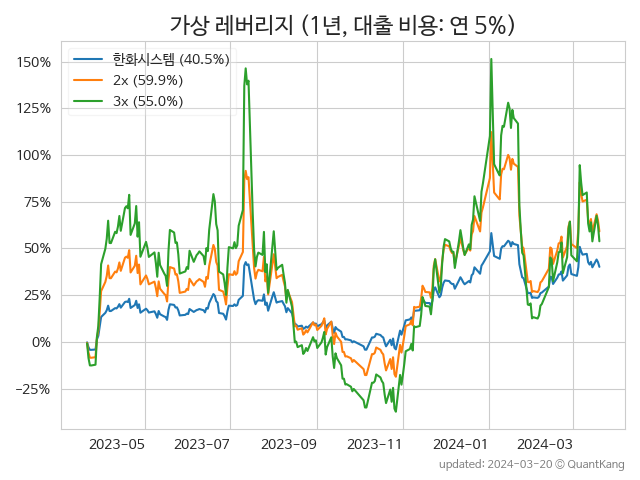 가상 레버리지 (1년, 대출 비용: 연 5%)
150%
125%
100%
75%
50%
25%
0%
−25%
한화시스템 (40.5%)
2x (59.9%)
3x (55.0%)
2023-05
2023-07
2023-09
2023-11
2024-01
2024-03
updated: 2024-03-20 © QuantKang